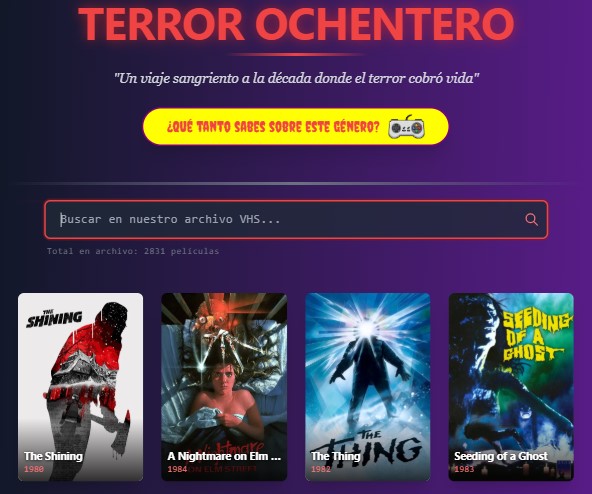 TERROR OCHENTERO
"Un viaje sangriento a la década donde el terror cobró vida"
¿QUÉ TANTO SABES SOBRE ESTE GÉNERO?
Buscar en nuestro archivo VHS...
Total en archivo: 2831 películas
THE
SHINING
The Shining
1980
A Nightmare on Elm ...
1984
THE
THING
The Thing
1982
SEEDING
OF A
GHOST
Seeding of a Ghost
1983